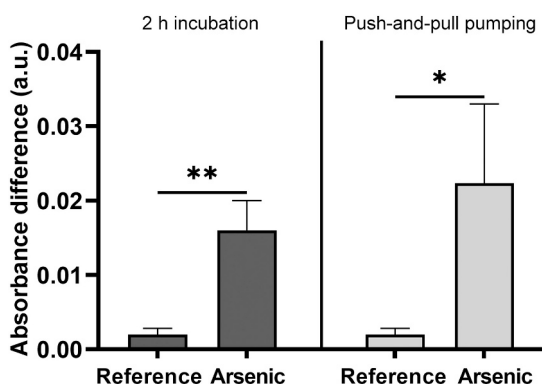 2 h incubation
Push-and-pull pumping
Absorbance difference (a.u.)
0.04
0.03
0.02
0.01
0.00
**
*
Reference Arsenic Reference Arsenic